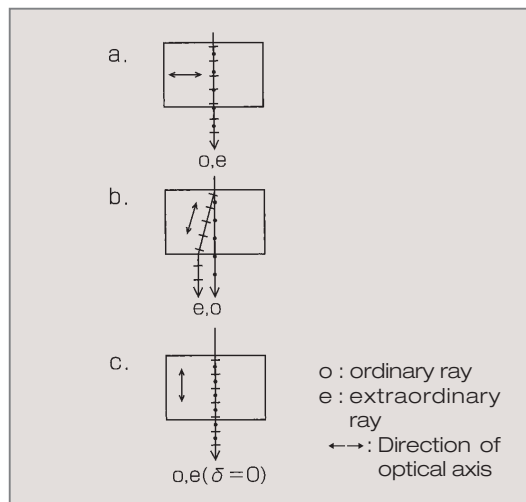 a.
o,e
b.
e,o
c.
o,e(δ=0)
o : ordinary ray
e : extraordinary
ray
←--→ : Direction of
optical axis